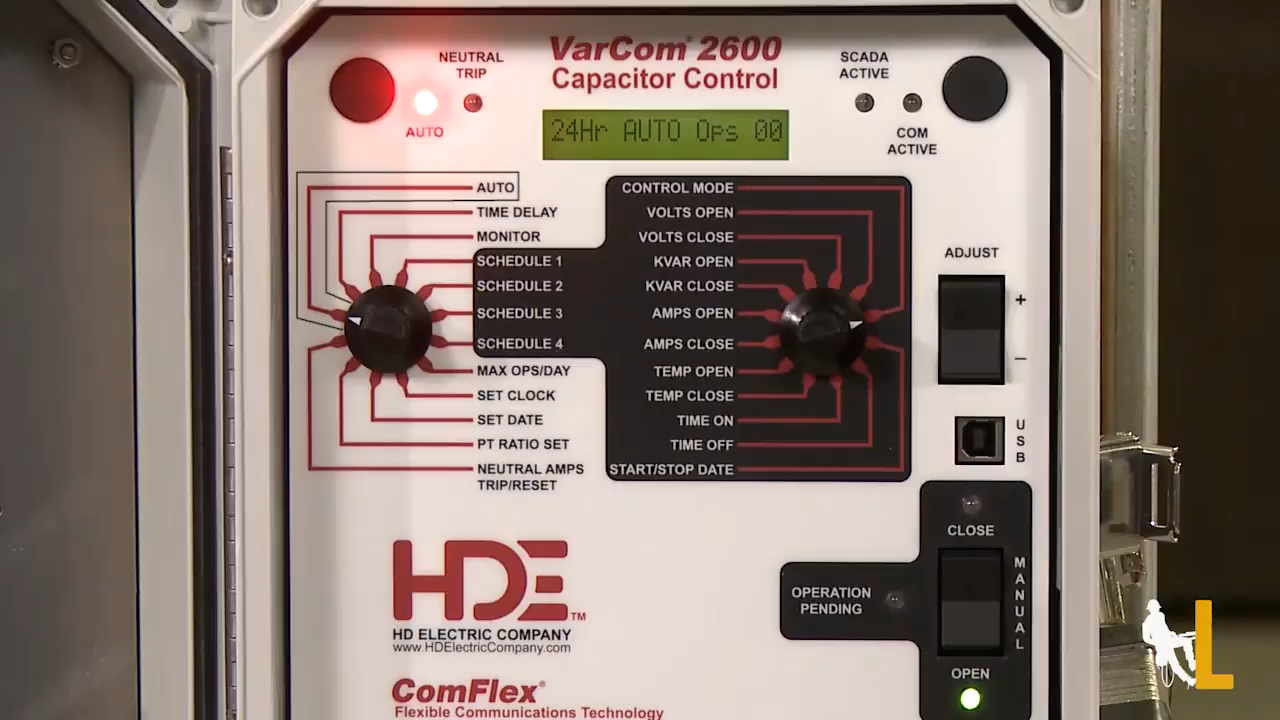 VarCom® 2600
Capacitor Control
NEUTRAL
TRIP
AUTO
24Hr AUTO Ops 00
SCADA
ACTIVE
COM
ACTIVE
AUTO
TIME DELAY
MONITOR
SCHEDULE 1
SCHEDULE 2
SCHEDULE 3
SCHEDULE 4
MAX OPS/DAY
SET CLOCK
SET DATE
PT RATIO SET
NEUTRAL AMPS
TRIP/RESET
CONTROL MODE
VOLTS OPEN
VOLTS CLOSE
KVAR OPEN
KVAR CLOSE
AMPS OPEN
AMPS CLOSE
TEMP OPEN
TEMP CLOSE
TIME ON
TIME OFF
START/STOP DATE
ADJUST
+
–
USB
CLOSE
MANUAL
OPEN
OPERATION
PENDING
HDE™
HD ELECTRIC COMPANY
www.HDElectricCompany.com
ComFlex®
Flexible Communications Technology
L